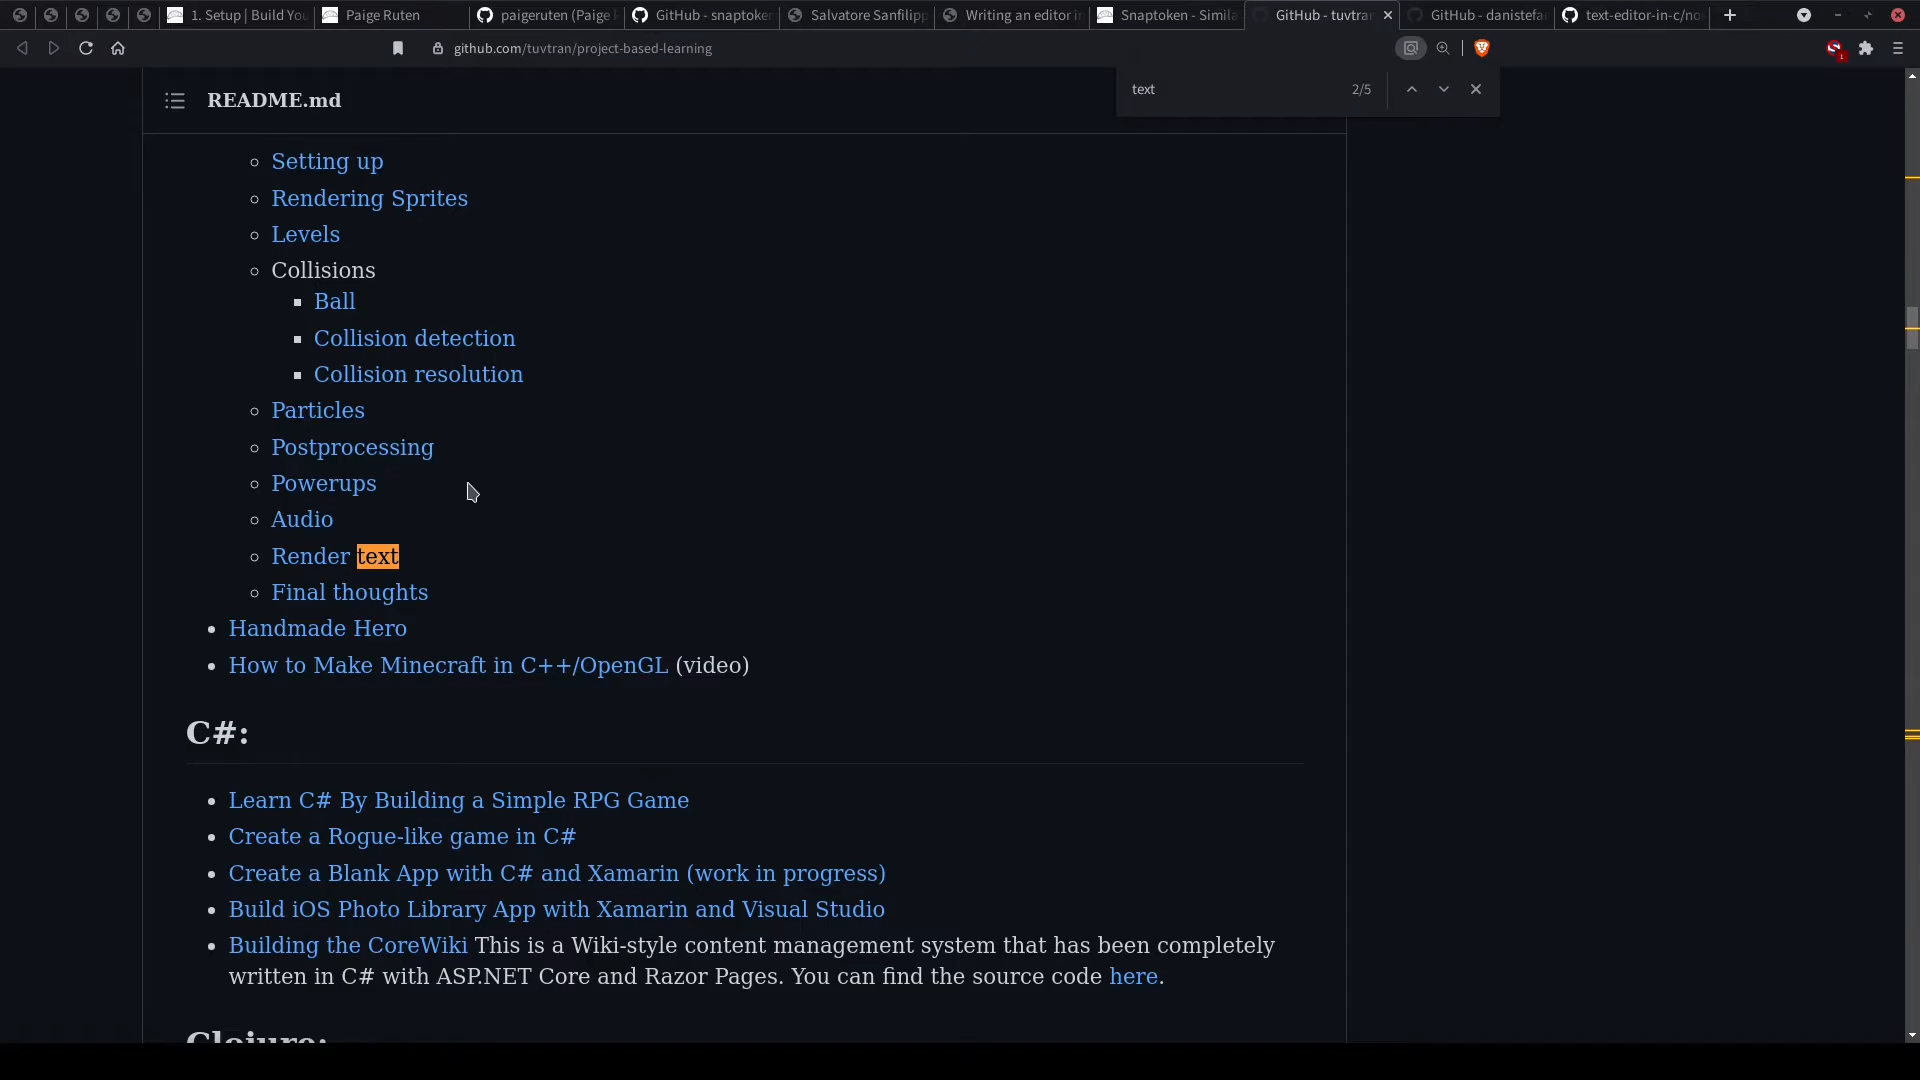 1. Setup | Build You
Paige Ruten
paigeruten (Paige
GitHub - snaptoken
Salvatore Sanfilipp
Writing an editor in
Snaptoken - Simila
GitHub - tuvtran
GitHub - danistefan
text-editor-in-c/no
github.com/tuvtran/project-based-learning
1
text
2/5
README.md
Setting up
Rendering Sprites
Levels
Collisions
Ball
Collision detection
Collision resolution
Particles
Postprocessing
Powerups
Audio
Render text
Final thoughts
Handmade Hero
How to Make Minecraft in C++/OpenGL (video)
C#:
Learn C# By Building a Simple RPG Game
Create a Rogue-like game in C#
Create a Blank App with C# and Xamarin (work in progress)
Build iOS Photo Library App with Xamarin and Visual Studio
Building the CoreWiki This is a Wiki-style content management system that has been completely
written in C# with ASP.NET Core and Razor Pages. You can find the source code here.
Clojure: